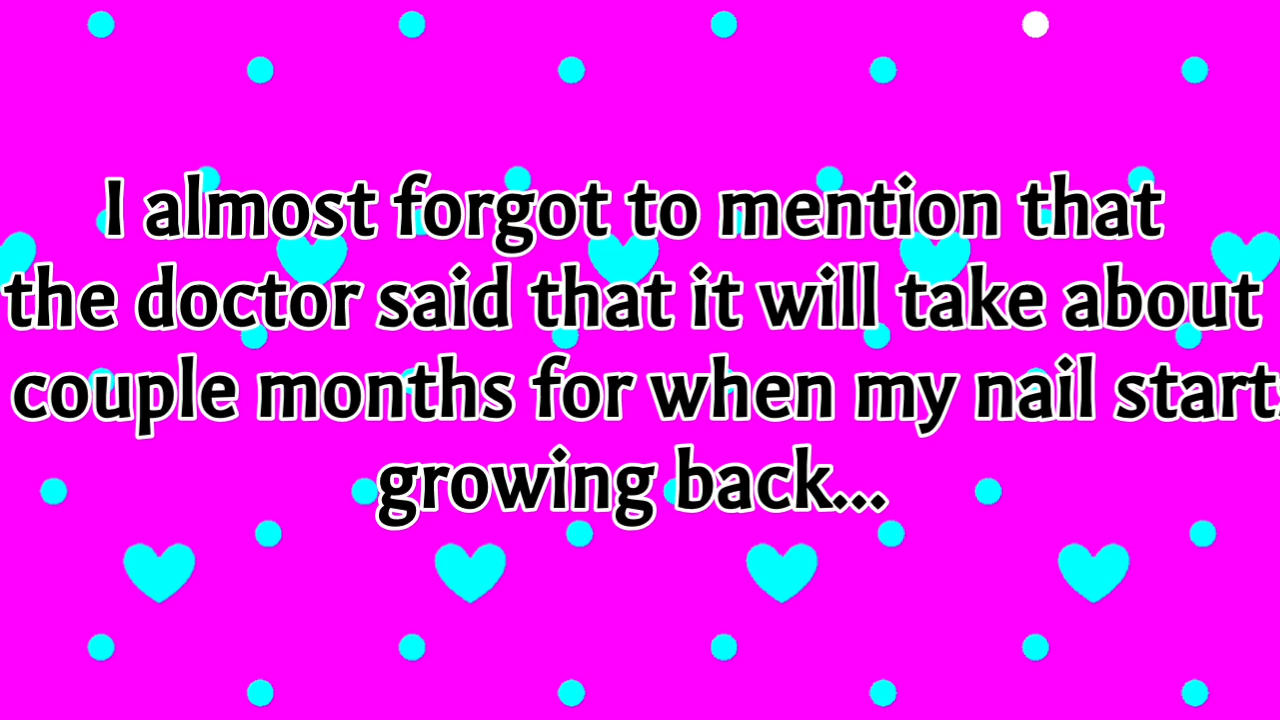 I almost forgot to mention that
the doctor said that it will take about
couple months for when my nail starts
growing back...